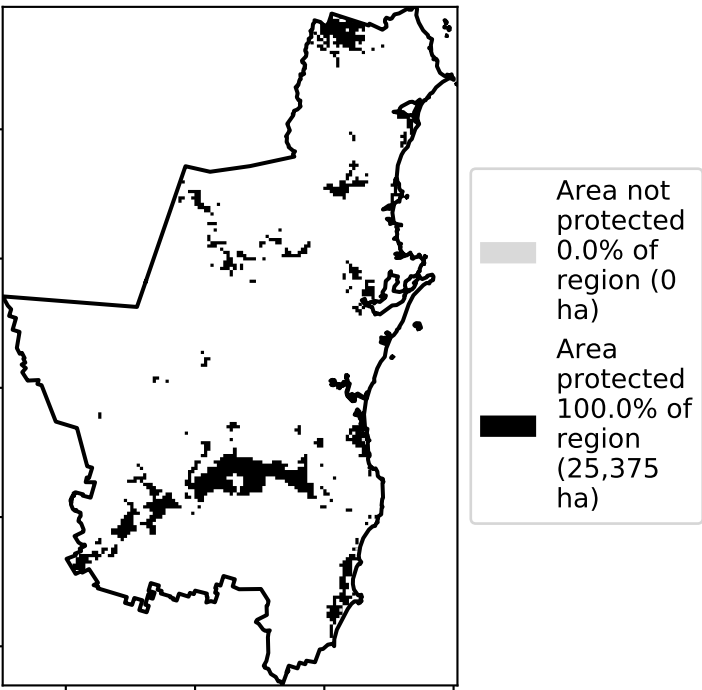 Area not
protected
0.0% of
region (0
ha)
Area
protected
100.0% of
region
(25,375
ha)